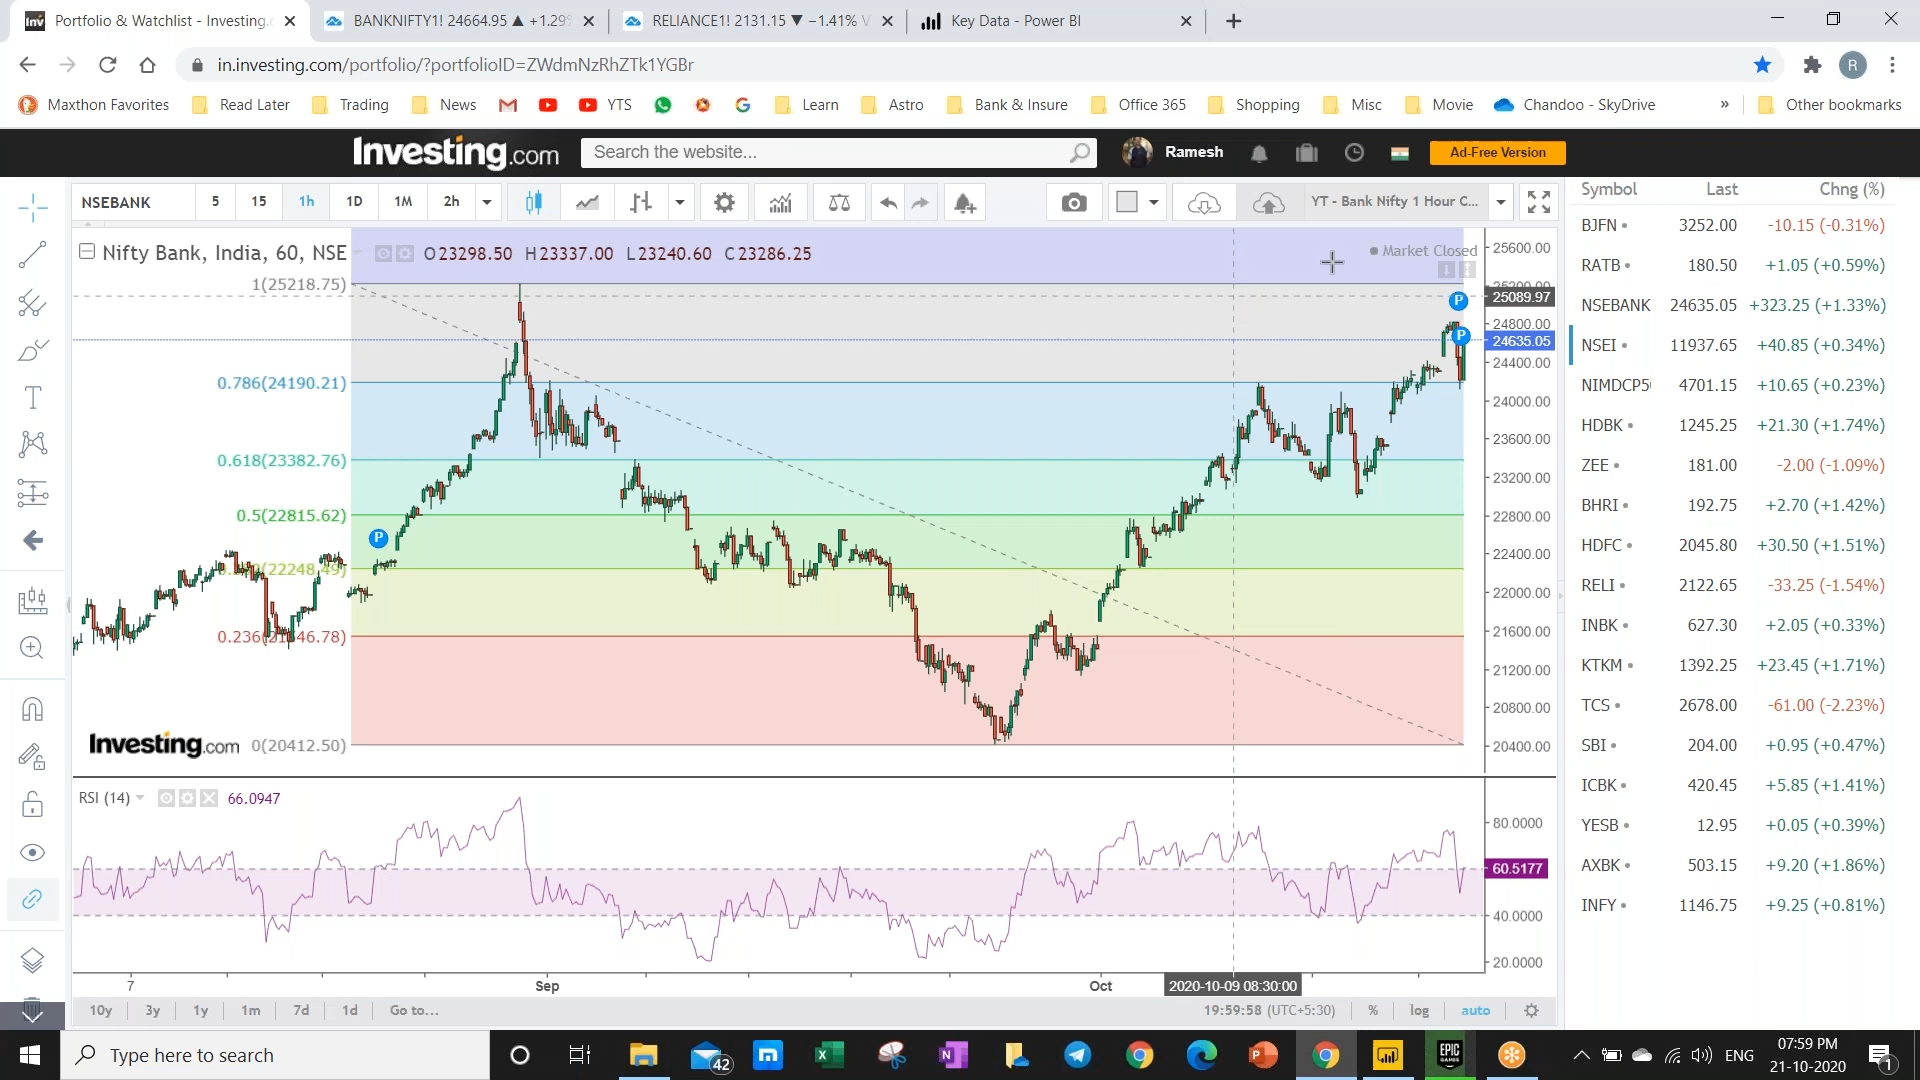 Portfolio & Watchlist - Investing.
BANKNIFTY1! 24664.95 ▲ +1.29%
RELIANCE1! 2131.15 ▼ −1.41% V
Key Data - Power BI
in.investing.com/portfolio/?portfolioID=ZWdmNzRhZTk1YGBr
R
Maxthon Favorites
Read Later
Trading
News
YTS
Learn
Astro
Bank & Insure
Office 365
Shopping
Misc
Movie
Chandoo - SkyDrive
»
Other bookmarks
Investing.com
Search the website...
Ramesh
Ad-Free Version
NSEBANK
5
15
1h
1D
1M
2h
YT - Bank Nifty 1 Hour C...
Nifty Bank, India, 60, NSE
O23298.50 H23337.00 L23240.60 C23286.25
Market Closed
1(25218.75)
0.786(24190.21)
0.618(23382.76)
0.5(22815.62)
(22248.49)
0.236(21546.78)
0(20412.50)
P
P
P
25600.00
25200.00
25089.97
24800.00
24635.05
24400.00
24000.00
23600.00
23200.00
22800.00
22400.00
22000.00
21600.00
21200.00
20800.00
20400.00
Investing.com
RSI (14) 66.0947
80.0000
60.5177
40.0000
20.0000
7
Sep
Oct
2020-10-09 08:30:00
10y
3y
1y
1m
7d
1d
Go to...
19:59:58 (UTC+5:30)
%
log
auto
Symbol Last Chng (%)
BJFN 3252.00 -10.15 (-0.31%)
RATB 180.50 +1.05 (+0.59%)
NSEBANK 24635.05 +323.25 (+1.33%)
NSEI 11937.65 +40.85 (+0.34%)
NIMDCP5 4701.15 +10.65 (+0.23%)
HDBK 1245.25 +21.30 (+1.74%)
ZEE 181.00 -2.00 (-1.09%)
BHRI 192.75 +2.70 (+1.42%)
HDFC 2045.80 +30.50 (+1.51%)
RELI 2122.65 -33.25 (-1.54%)
INBK 627.30 +2.05 (+0.33%)
KTKM 1392.25 +23.45 (+1.71%)
TCS 2678.00 -61.00 (-2.23%)
SBI 204.00 +0.95 (+0.47%)
ICBK 420.45 +5.85 (+1.41%)
YESB 12.95 +0.05 (+0.39%)
AXBK 503.15 +9.20 (+1.86%)
INFY 1146.75 +9.25 (+0.81%)
Type here to search
42
EPIC GAMES
ENG
07:59 PM
21-10-2020
1